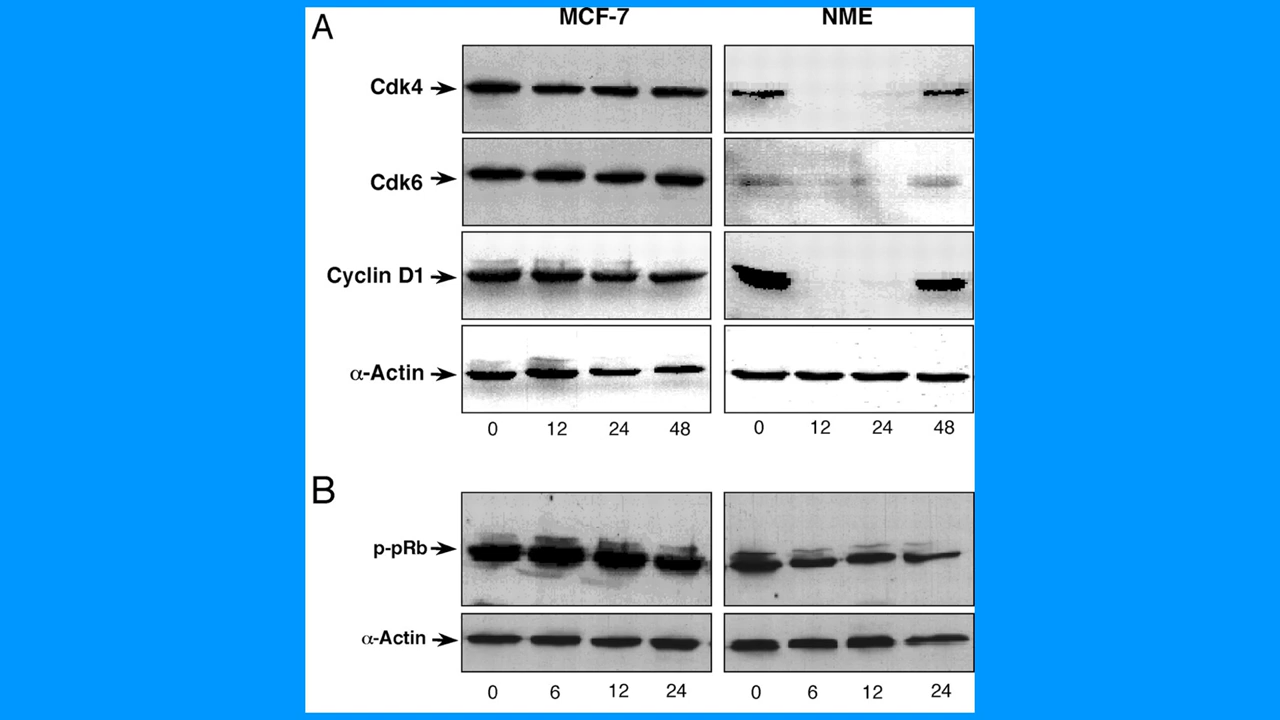 MCF-7 NME
A
Cdk4
Cdk6
Cyclin D1
α-Actin
0 12 24 48 0 12 24 48
B
p-pRb
α-Actin
0 6 12 24 0 6 12 24